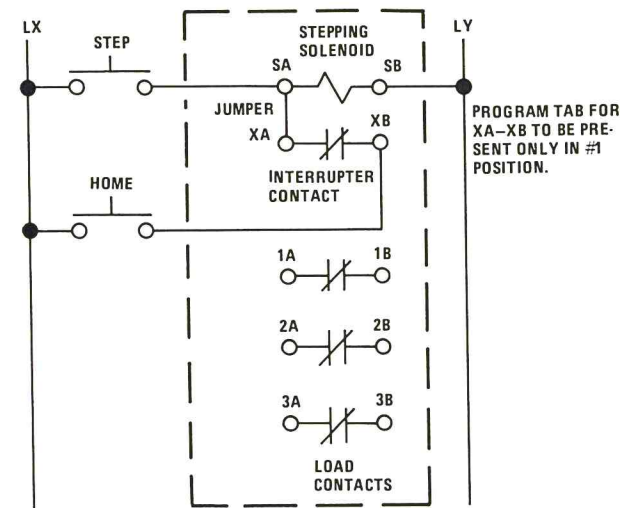 LX
STEP
STEPPING
SOLENOID
LY
SA
SB
JUMPER
XA
XB
PROGRAM TAB FOR
XA–XB TO BE PRE-
SENT ONLY IN #1
POSITION.
INTERRUPTER
CONTACT
HOME
1A
1B
2A
2B
3A
3B
LOAD
CONTACTS